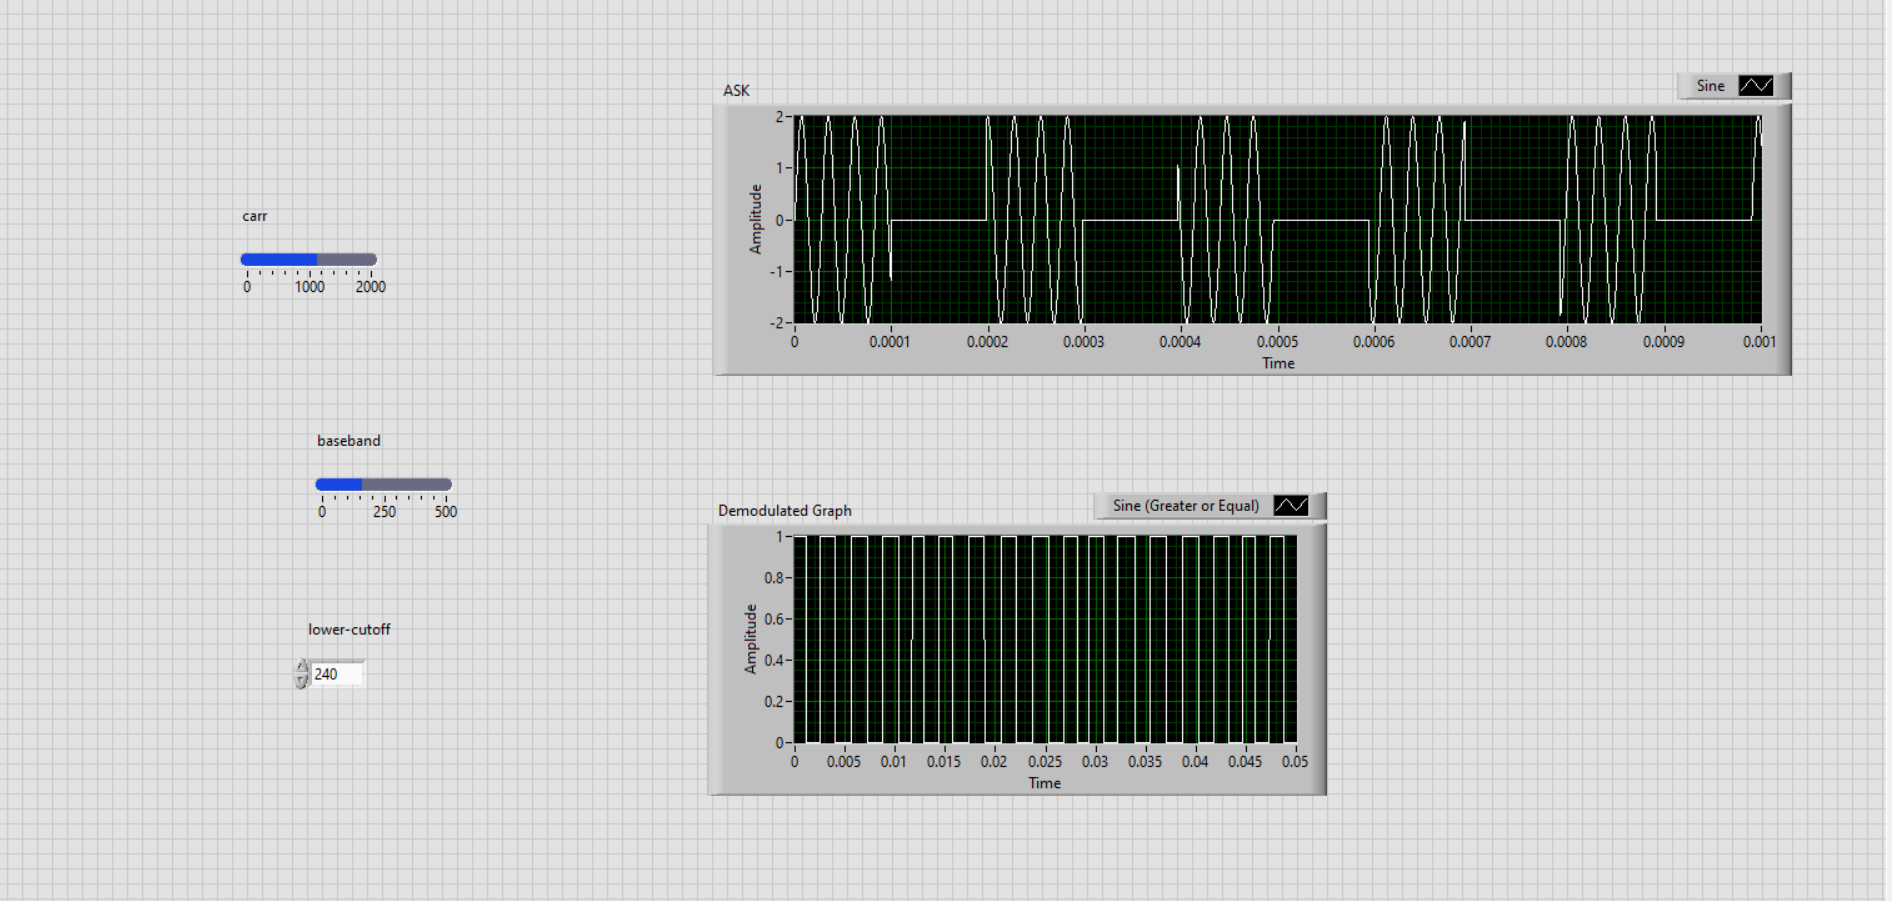 carr
0 1000 2000
baseband
0 250 500
lower-cutoff
240
ASK
Sine
Amplitude
2
1
0
-1
-2
0 0.0001 0.0002 0.0003 0.0004 0.0005 0.0006 0.0007 0.0008 0.0009 0.001
Time
Demodulated Graph
Sine (Greater or Equal)
Amplitude
1
0.8
0.6
0.4
0.2
0
0 0.005 0.01 0.015 0.02 0.025 0.03 0.035 0.04 0.045 0.05
Time